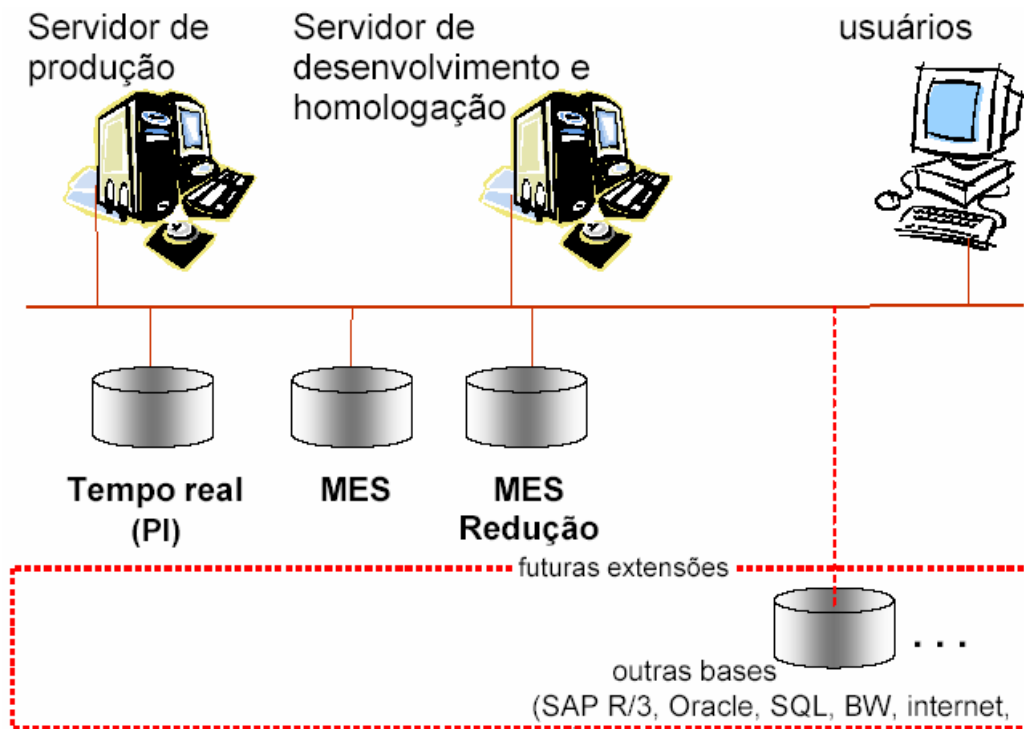 Servidor de
produção
Servidor de
desenvolvimento e
homologação
usuários
Tempo real
(PI)
MES
MES
Redução
futuras extensões
. . .
outras bases
(SAP R/3, Oracle, SQL, BW, internet,